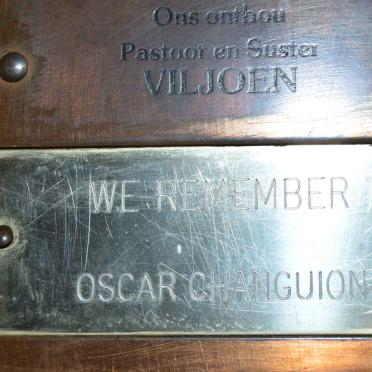 Ons onthou
Pastoor en Suster
VILJOEN
WE REMEMBER
OSCAR CHANGUION